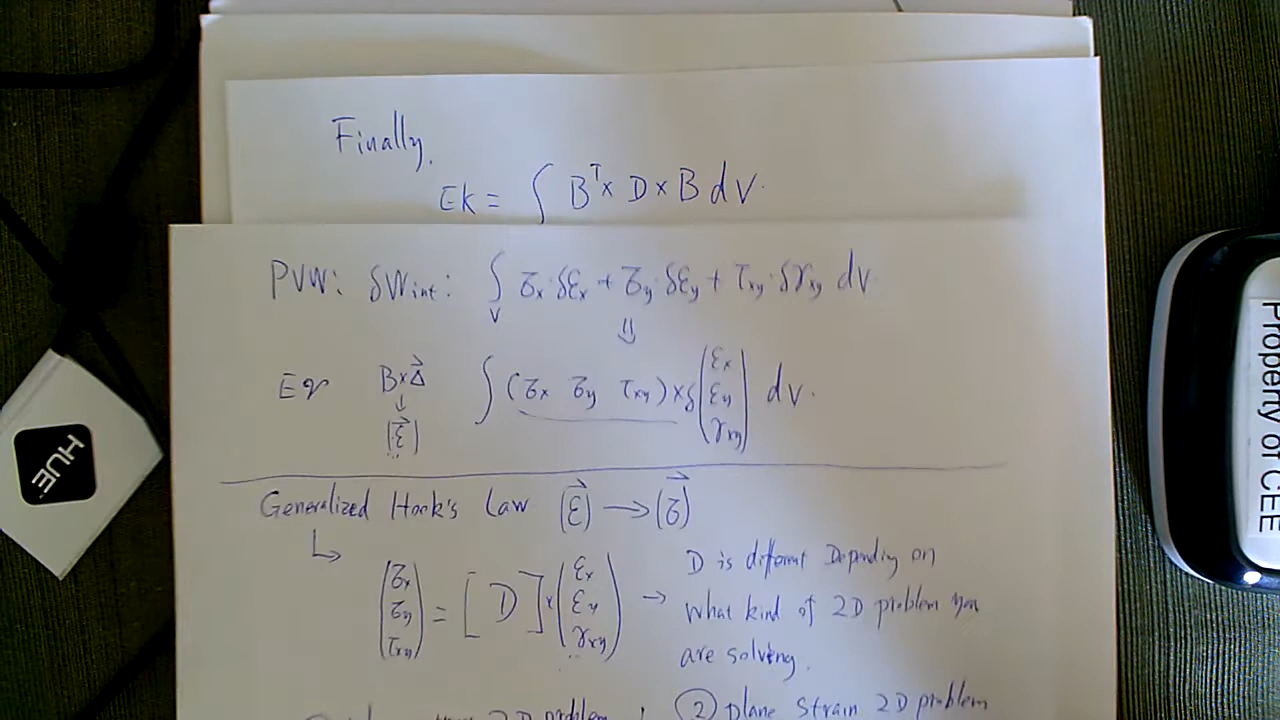 Finally,
Ek = ∫ Bᵀ × D × B dV.
PVW: δWint: ∫ σx·δεx + σy·δεy + τxy·δγxy dv
V
⇓
B×Δ⃗ ∫ (σx σy τxy) × δ (εx εy γxy) dv.
↓
(ε⃗)
Generalized Hook's Law (ε⃗) → (σ⃗)
↳ (σx σy τxy) = [D] × (εx εy γxy) → D is different Depending on
what kind of 2D problem you
are solving.
2D problem ; ② plane strain 2D problem
HUE
Property of CEE